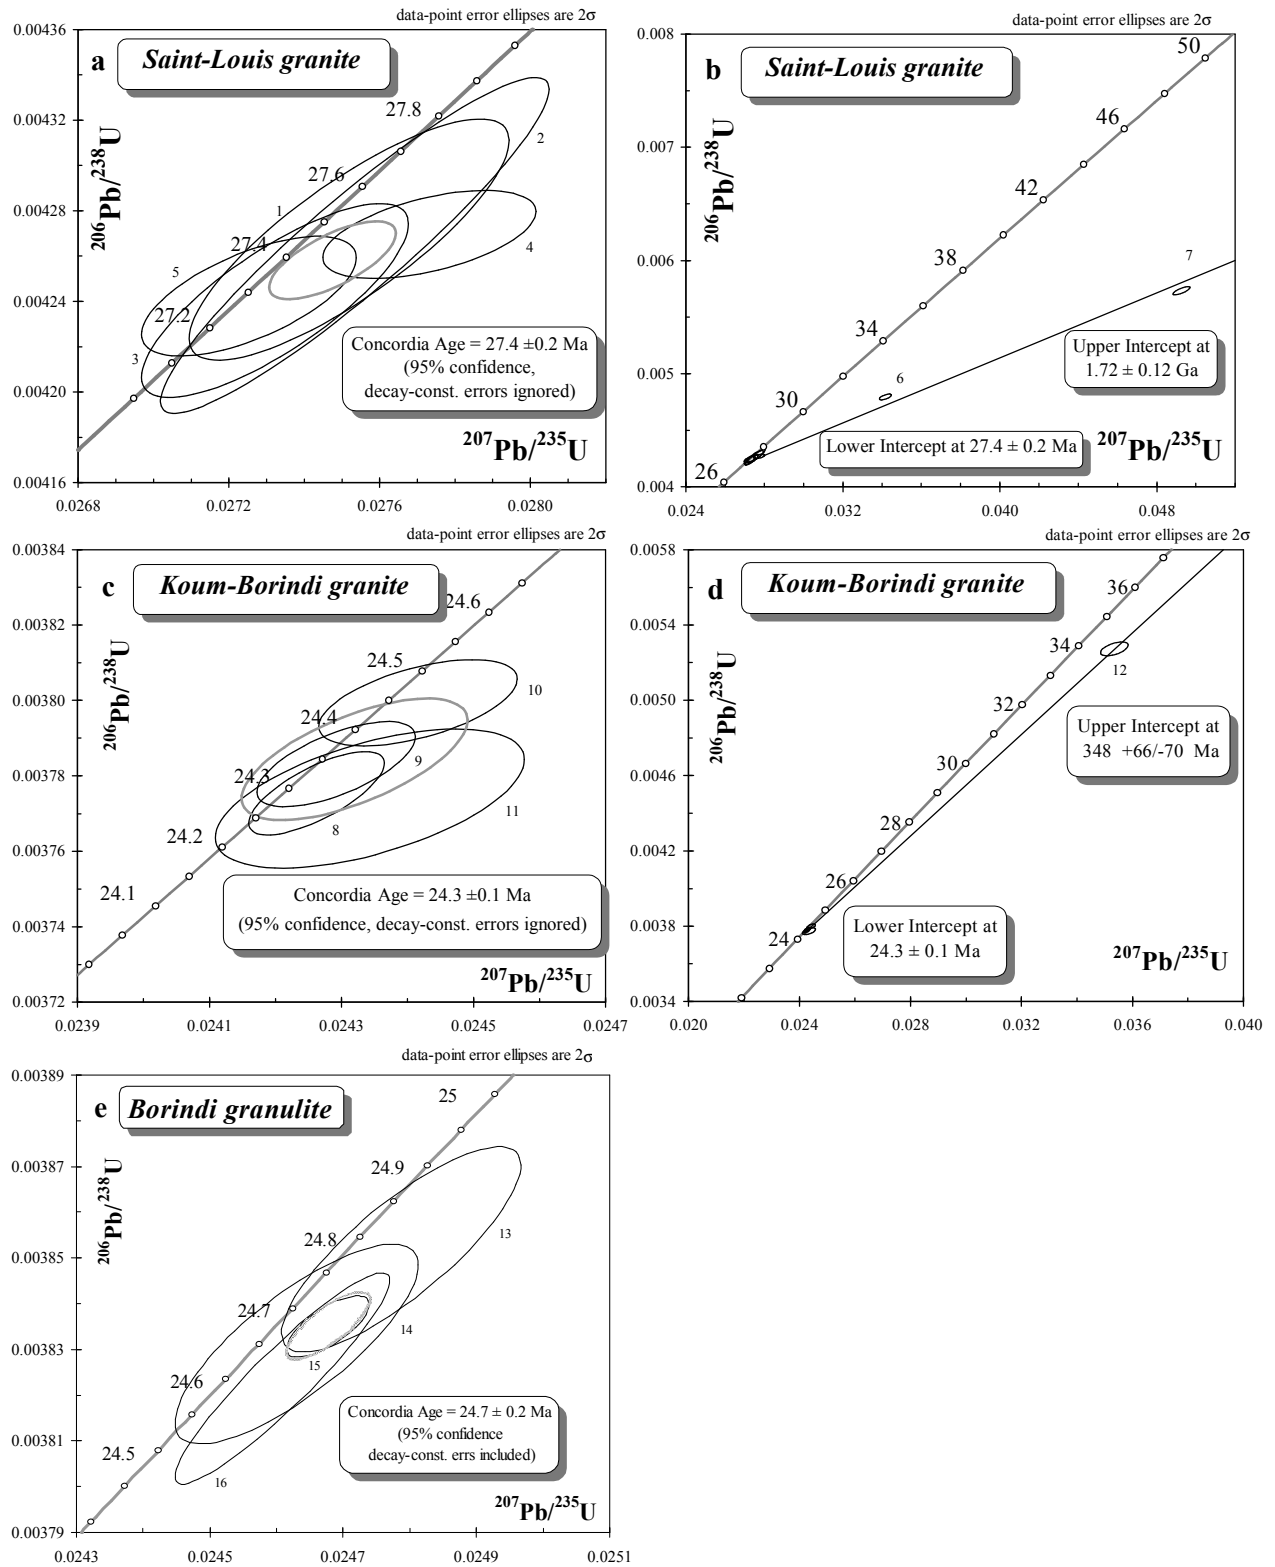 data-point error ellipses are 2σ
a
Saint-Louis granite
0.00436
0.00432
0.00428
0.00424
0.00420
0.00416
206Pb/238U
27.8
27.6
27.4
27.2
1
2
3
4
5
Concordia Age = 27.4 ±0.2 Ma
(95% confidence,
decay-const. errors ignored)
207Pb/235U
0.0268
0.0272
0.0276
0.0280
data-point error ellipses are 2σ
b
Saint-Louis granite
0.008
0.007
0.006
0.005
0.004
206Pb/238U
50
46
42
38
34
30
26
7
6
Upper Intercept at
1.72 ± 0.12 Ga
Lower Intercept at 27.4 ± 0.2 Ma
207Pb/235U
0.024
0.032
0.040
0.048
data-point error ellipses are 2σ
c
Koum-Borindi granite
0.00384
0.00382
0.00380
0.00378
0.00376
0.00374
0.00372
206Pb/238U
24.6
24.5
24.4
24.3
24.2
24.1
10
9
8
11
Concordia Age = 24.3 ±0.1 Ma
(95% confidence, decay-const. errors ignored)
207Pb/235U
0.0239
0.0241
0.0243
0.0245
0.0247
data-point error ellipses are 2σ
d
Koum-Borindi granite
0.0058
0.0054
0.0050
0.0046
0.0042
0.0038
0.0034
206Pb/238U
36
34
32
30
28
26
24
12
Upper Intercept at
348 +66/-70 Ma
Lower Intercept at
24.3 ± 0.1 Ma
207Pb/235U
0.020
0.024
0.028
0.032
0.036
0.040
data-point error ellipses are 2σ
e
Borindi granulite
0.00389
0.00387
0.00385
0.00383
0.00381
0.00379
206Pb/238U
25
24.9
24.8
24.7
24.6
24.5
13
14
15
16
Concordia Age = 24.7 ± 0.2 Ma
(95% confidence
decay-const. errs included)
207Pb/235U
0.0243
0.0245
0.0247
0.0249
0.0251